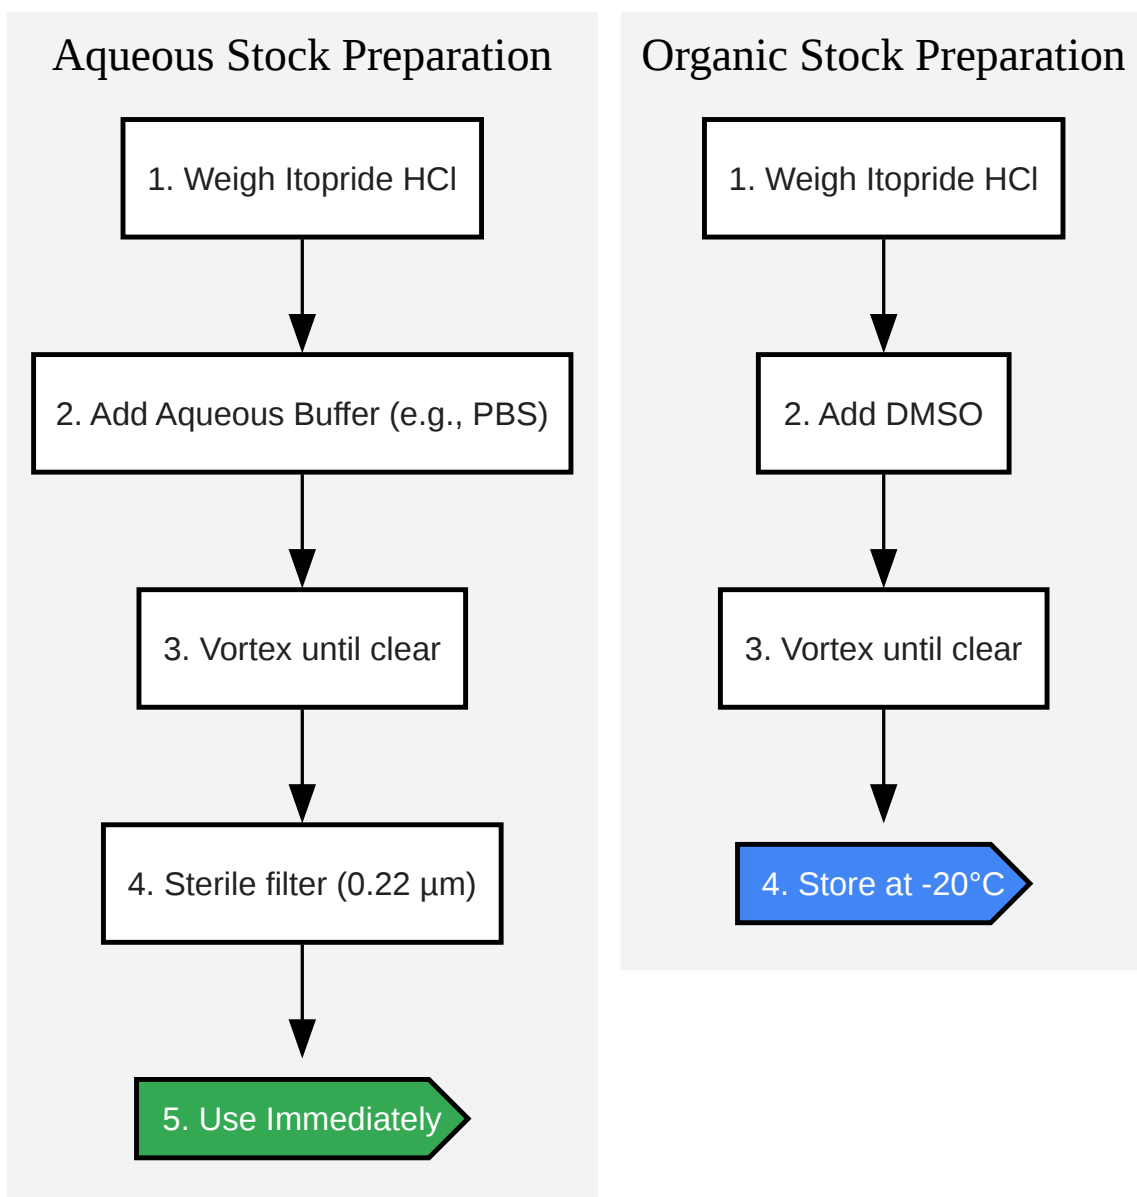 Aqueous Stock Preparation
1. Weigh Itopride HCl
2. Add Aqueous Buffer (e.g., PBS)
3. Vortex until clear
4. Sterile filter (0.22 µm)
5. Use Immediately
Organic Stock Preparation
1. Weigh Itopride HCl
2. Add DMSO
3. Vortex until clear
4. Store at -20°C